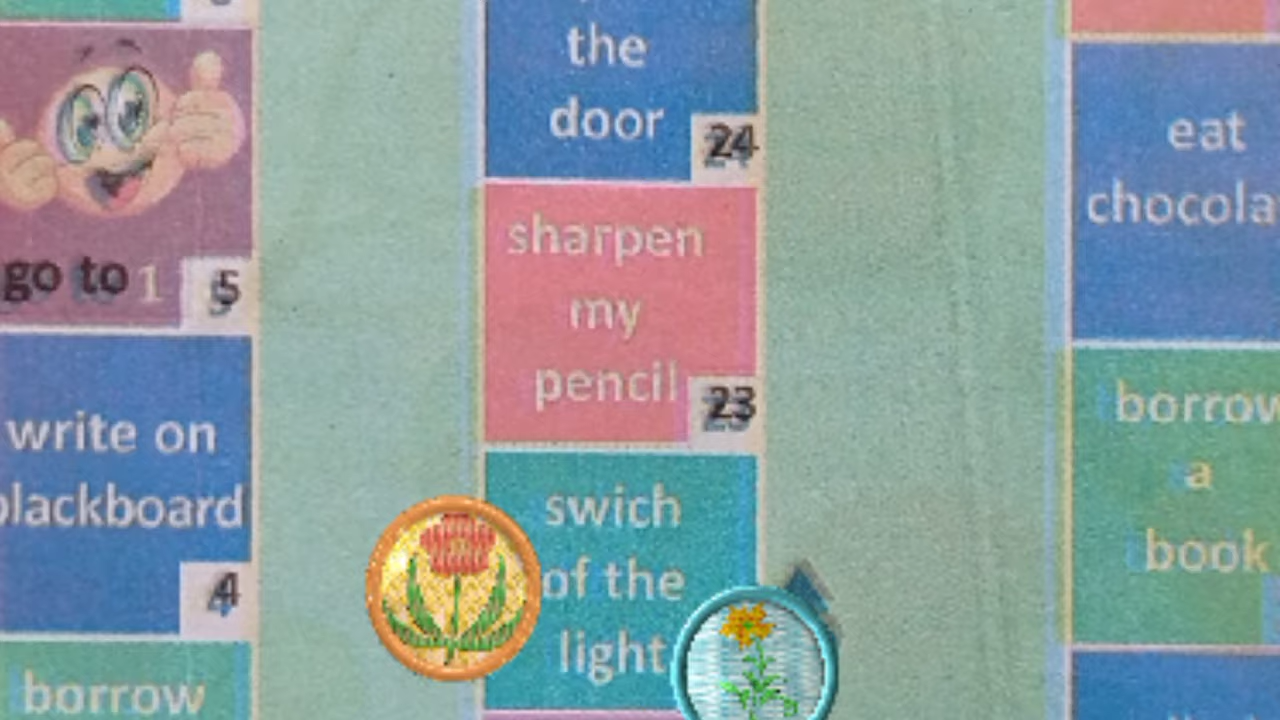 go to 1
5
write on
blackboard
4
borrow
the
door
24
sharpen
my
pencil
23
swich
of the
light
eat
chocola
borrow
a
book